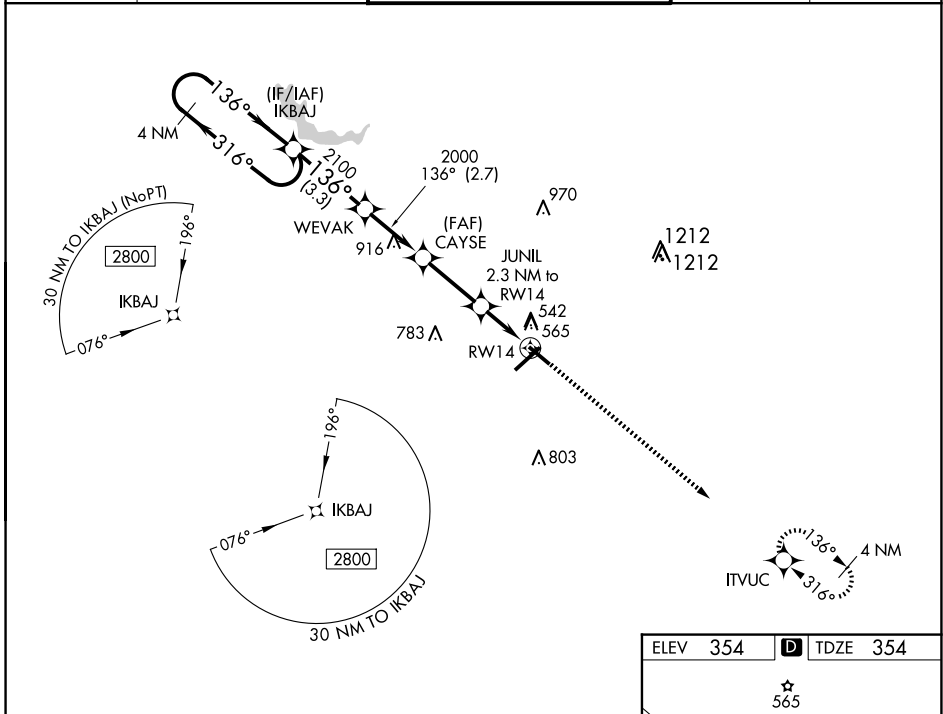 136°
(IF/IAF)
IKBAJ
4 NM
316°
2100
136°
(3.3)
2000
136° (2.7)
970
WEVAK
(FAF)
CAYSE
916
1212
1212
30 NM TO IKBAJ (NoPT)
196°
2800
IKBAJ
076°
JUNIL
2.3 NM to
RW14
542
565
783
RW14
196°
803
IKBAJ
076°
2800
30 NM TO IKBAJ
136°
4 NM
ITVUC
316°
ELEV 354 D TDZE 354
565